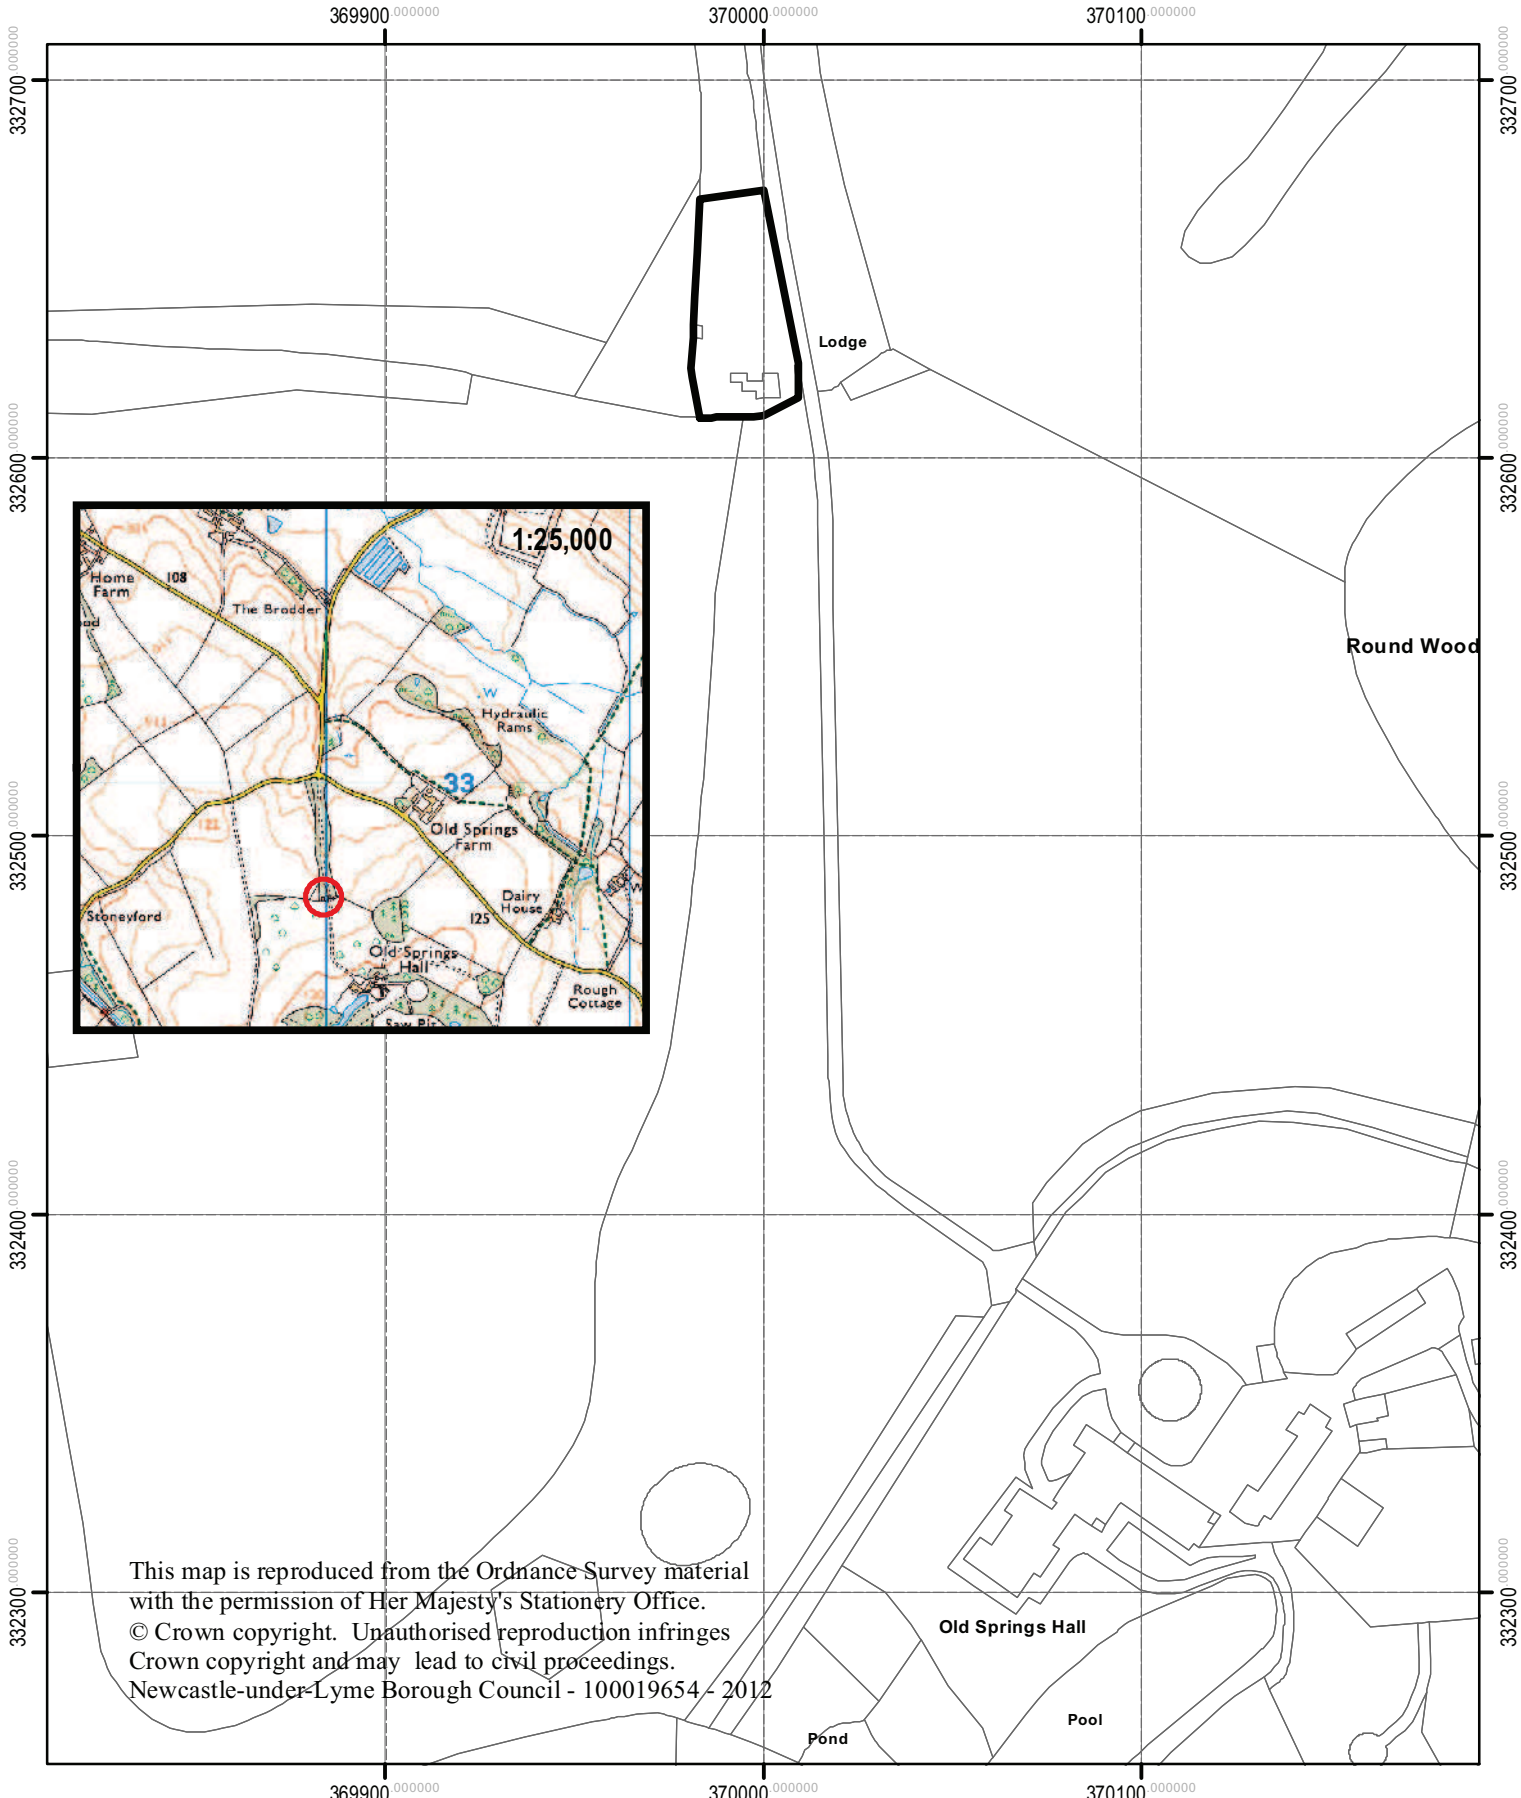 369900.000000 370000.000000 370100.000000
332700.000000
332700.000000
Lodge
332600.000000
332600.000000
1:25,000
Home
Farm
108
The Brodder
Round Wood
W
Hydraulic
Rams
33
122
Old Springs
Farm
332500.000000
332500.000000
Dairy
House
125
Stoneyford
Old Springs
Hall
Rough
Cottage
Saw Pit
332400.000000
332400.000000
This map is reproduced from the Ordnance Survey material
with the permission of Her Majesty's Stationery Office.
© Crown copyright. Unauthorised reproduction infringes
Crown copyright and may lead to civil proceedings.
Newcastle-under-Lyme Borough Council - 100019654 - 2012
332300.000000
332300.000000
Old Springs Hall
Pool
Pond
369900.000000 370000.000000 370100.000000